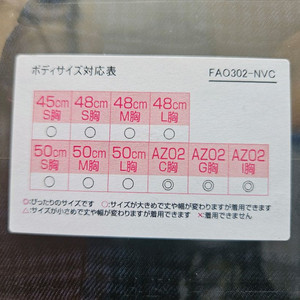 ボディサイズ対応表 FAO302-NVC
45cm S胸 48cm S胸 48cm M胸 48cm L胸
○ ○ ○ ○
50cm S胸 50cm M胸 50cm L胸 AZ02 C胸 AZ02 G胸 AZ02 I胸
○ ○ ○ ◎ ◎ ◎
◎:ぴったりのサイズです ○:サイズが大きめで丈や幅が変わりますが着用できます
△:サイズが小さめで丈や幅が変わりますが着用できます ×:着用できません